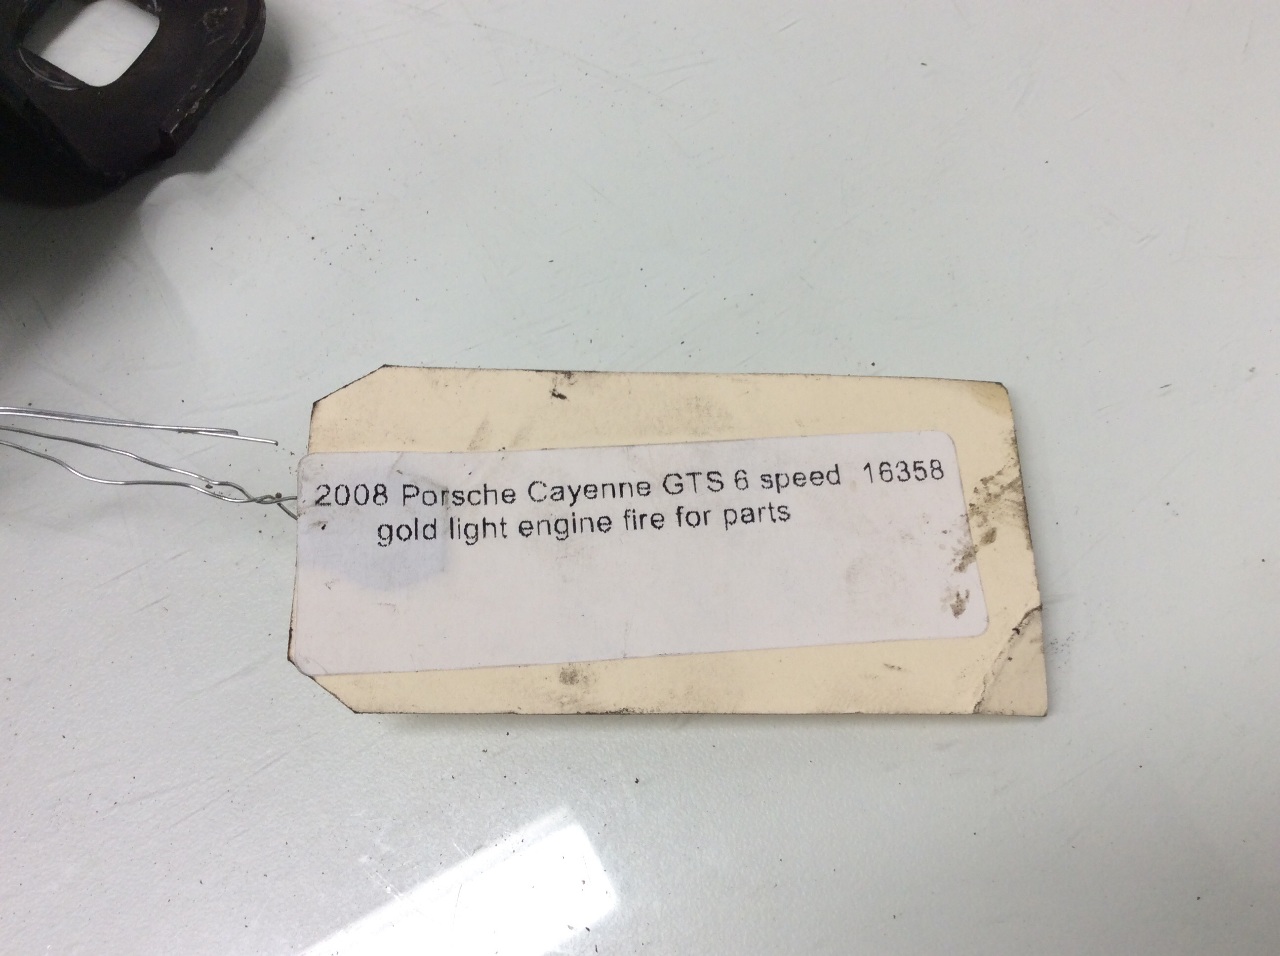 2008 Porsche Cayenne GTS 6 speed 16358
gold light engine fire for parts